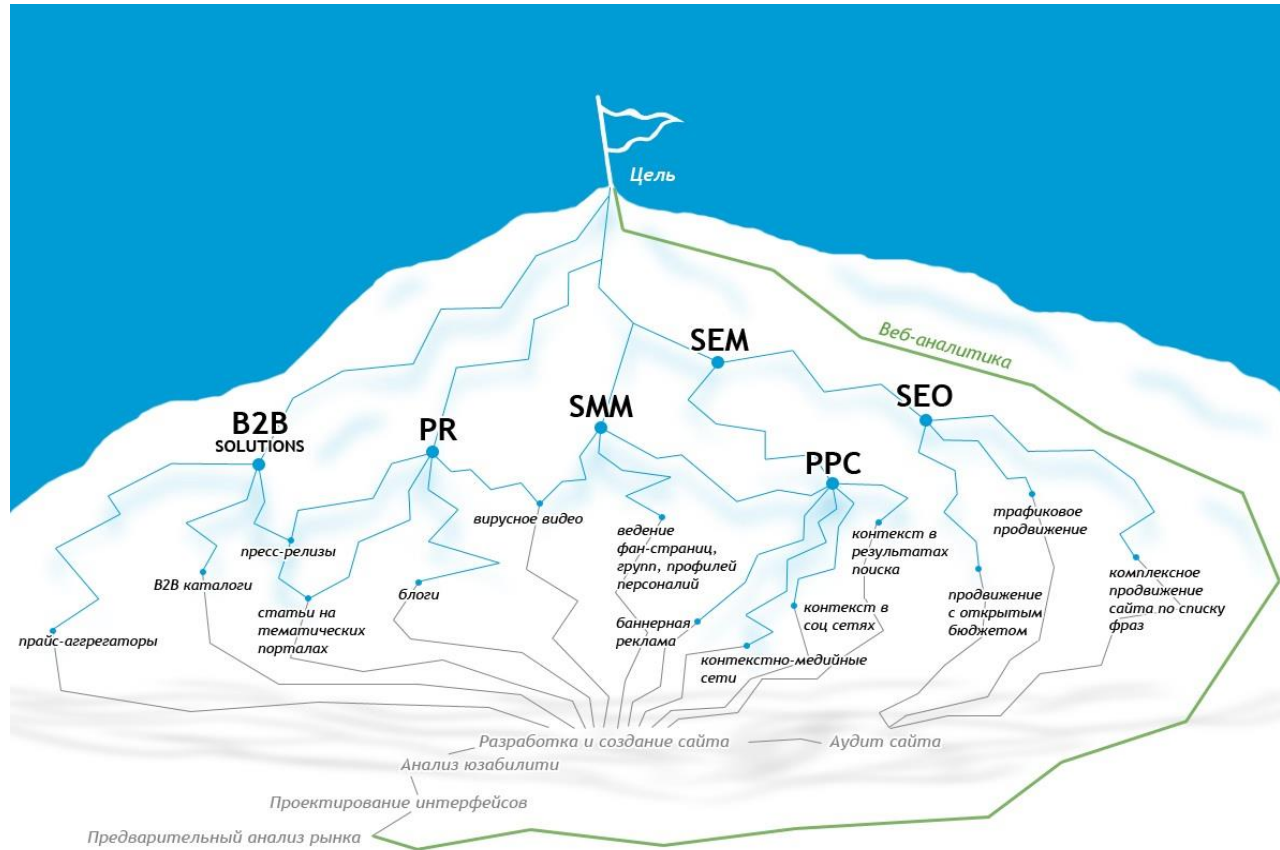 Цель
Веб-аналитика
SEM
SEO
SMM
B2B
SOLUTIONS
PR
PPC
вирусное видео
трафиковое
продвижение
ведение
фан-страниц,
групп, профилей
персоналий
контекст в
результатах
поиска
пресс-релизы
B2B каталоги
блоги
комплексное
продвижение
сайта по списку
фраз
продвижение
с открытым
бюджетом
статьи на
тематических
порталах
контекст в
соц сетях
баннерная
реклама
прайс-аггрегаторы
контекстно-медийные
сети
Разработка и создание сайта
Аудит сайта
Анализ юзабилити
Проектирование интерфейсов
Предварительный анализ рынка